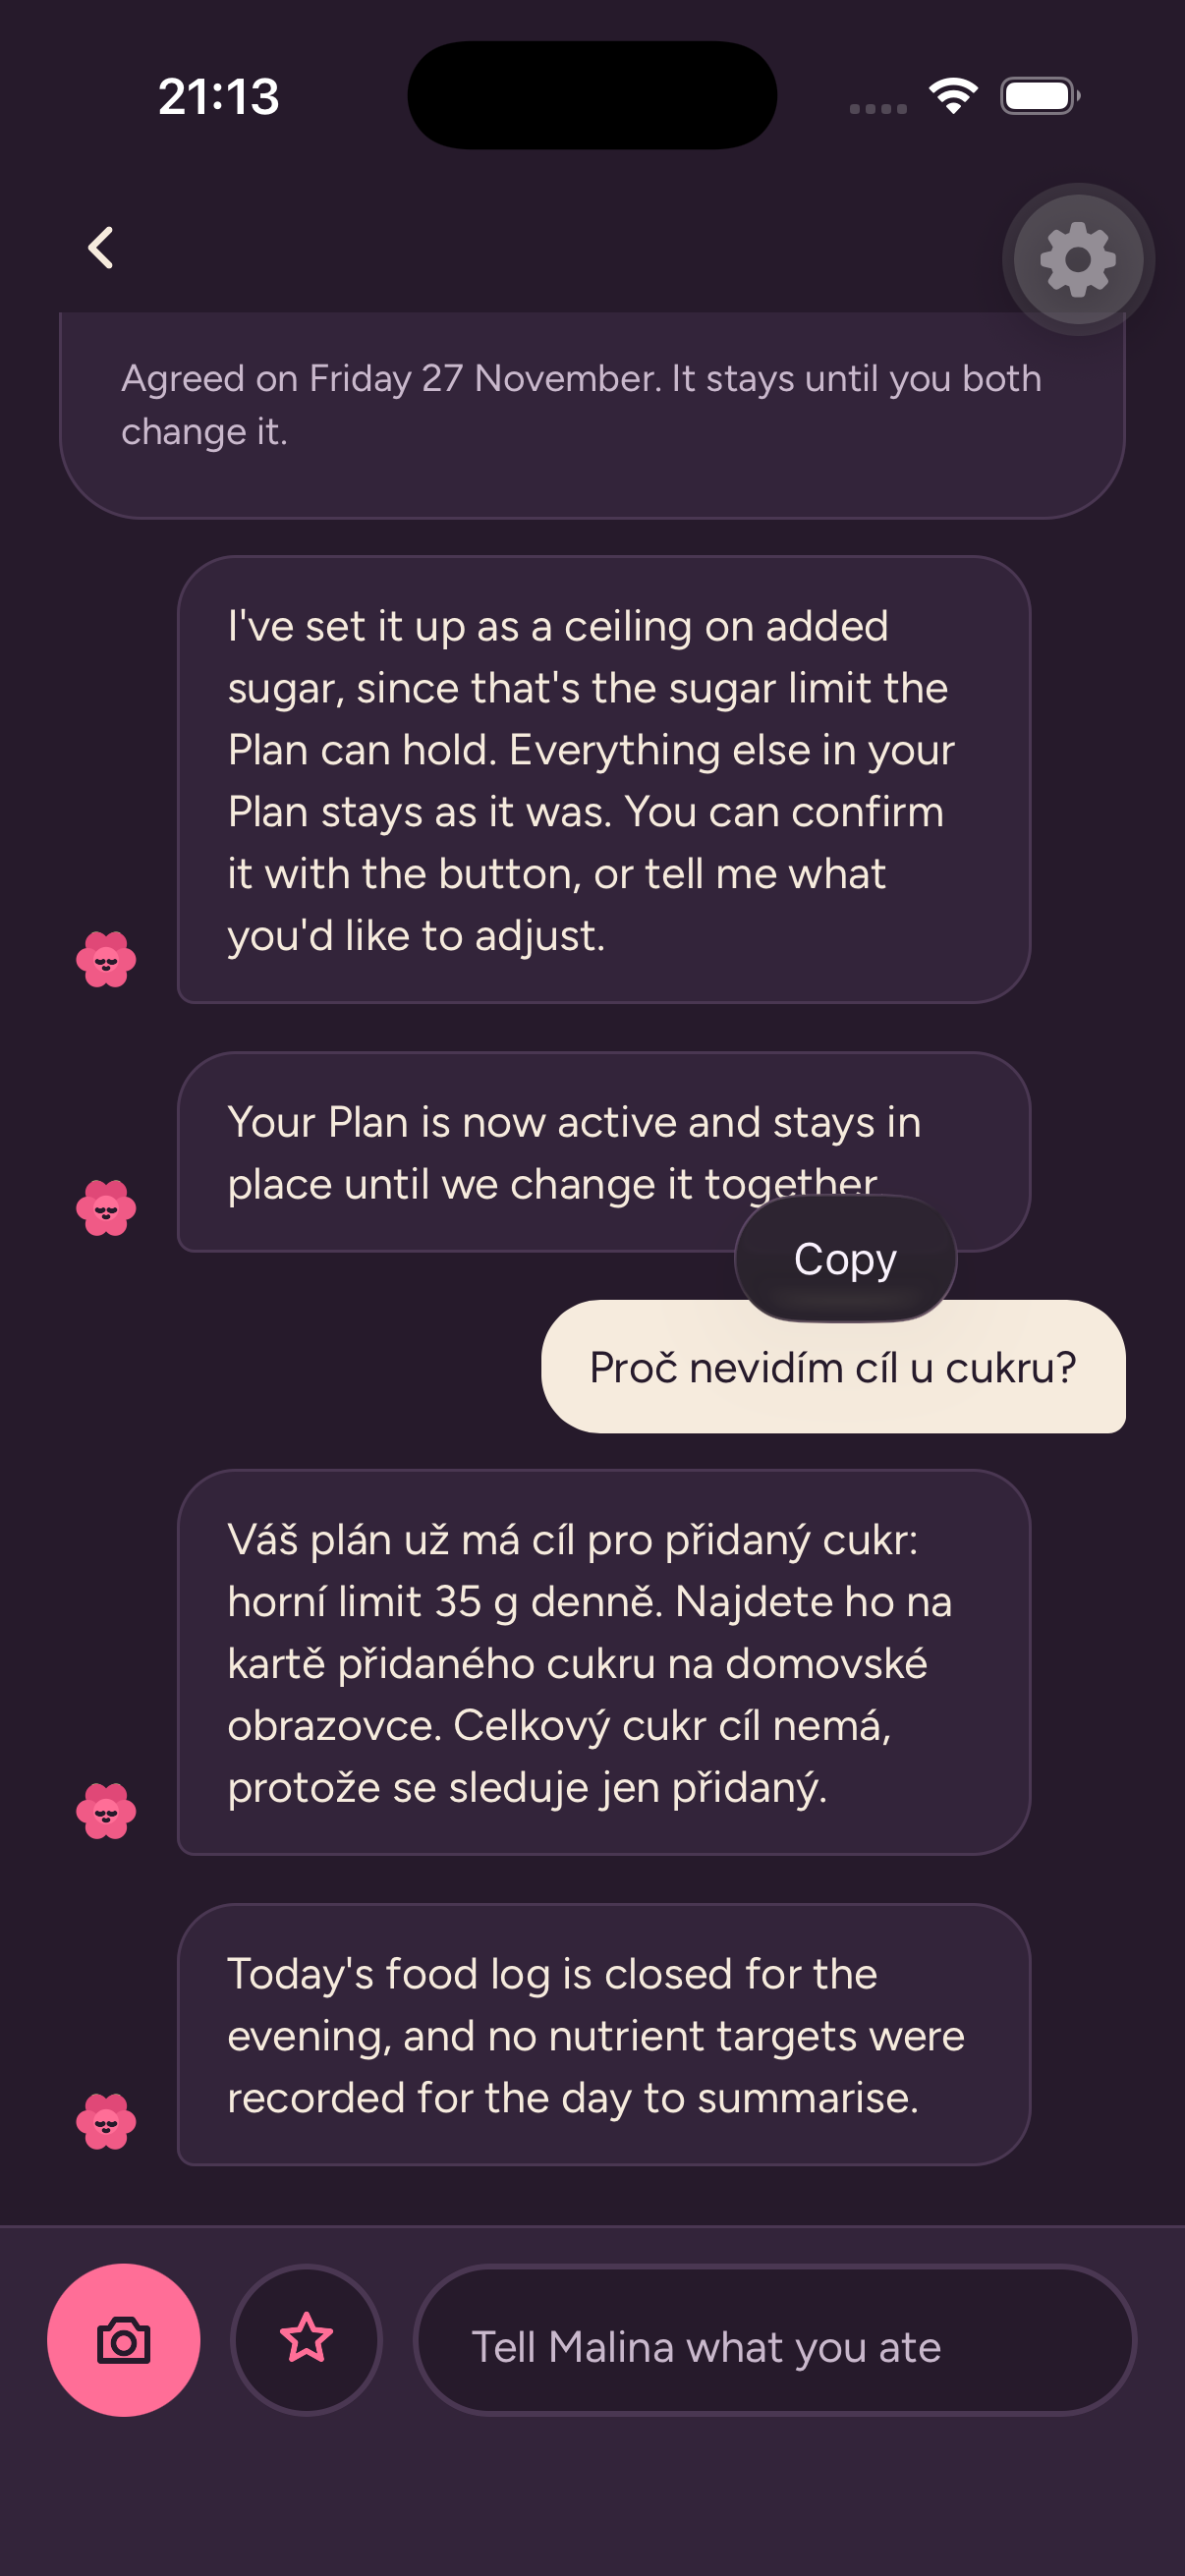 21:13
Agreed on Friday 27 November. It stays until you both
change it.
I've set it up as a ceiling on added
sugar, since that's the sugar limit the
Plan can hold. Everything else in your
Plan stays as it was. You can confirm
it with the button, or tell me what
you'd like to adjust.
Your Plan is now active and stays in
place until we change it together
Copy
Proč nevidím cíl u cukru?
Váš plán už má cíl pro přidaný cukr:
horní limit 35 g denně. Najdete ho na
kartě přidaného cukru na domovské
obrazovce. Celkový cukr cíl nemá,
protože se sleduje jen přidaný.
Today's food log is closed for the
evening, and no nutrient targets were
recorded for the day to summarise.
Tell Malina what you ate